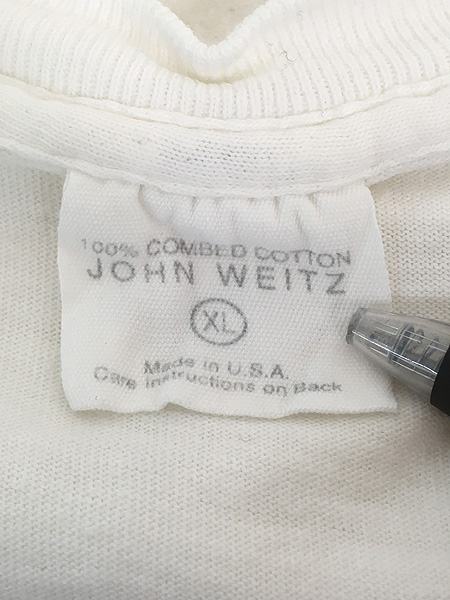 100% COMBED COTTON
JOHN WEITZ
XL
Made in U.S.A.
Care Instructions on Back